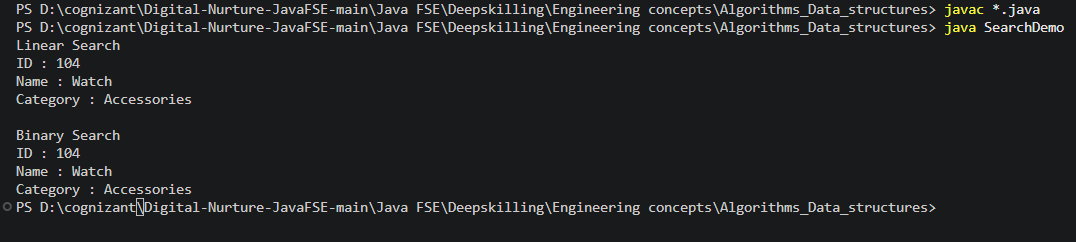 PS D:\cognizant\Digital-Nurture-JavaFSE-main\Java FSE\Deepskilling\Engineering concepts\Algorithms_Data_structures> javac *.java
PS D:\cognizant\Digital-Nurture-JavaFSE-main\Java FSE\Deepskilling\Engineering concepts\Algorithms_Data_structures> java SearchDemo
Linear Search
ID : 104
Name : Watch
Category : Accessories

Binary Search
ID : 104
Name : Watch
Category : Accessories
PS D:\cognizant\Digital-Nurture-JavaFSE-main\Java FSE\Deepskilling\Engineering concepts\Algorithms_Data_structures>